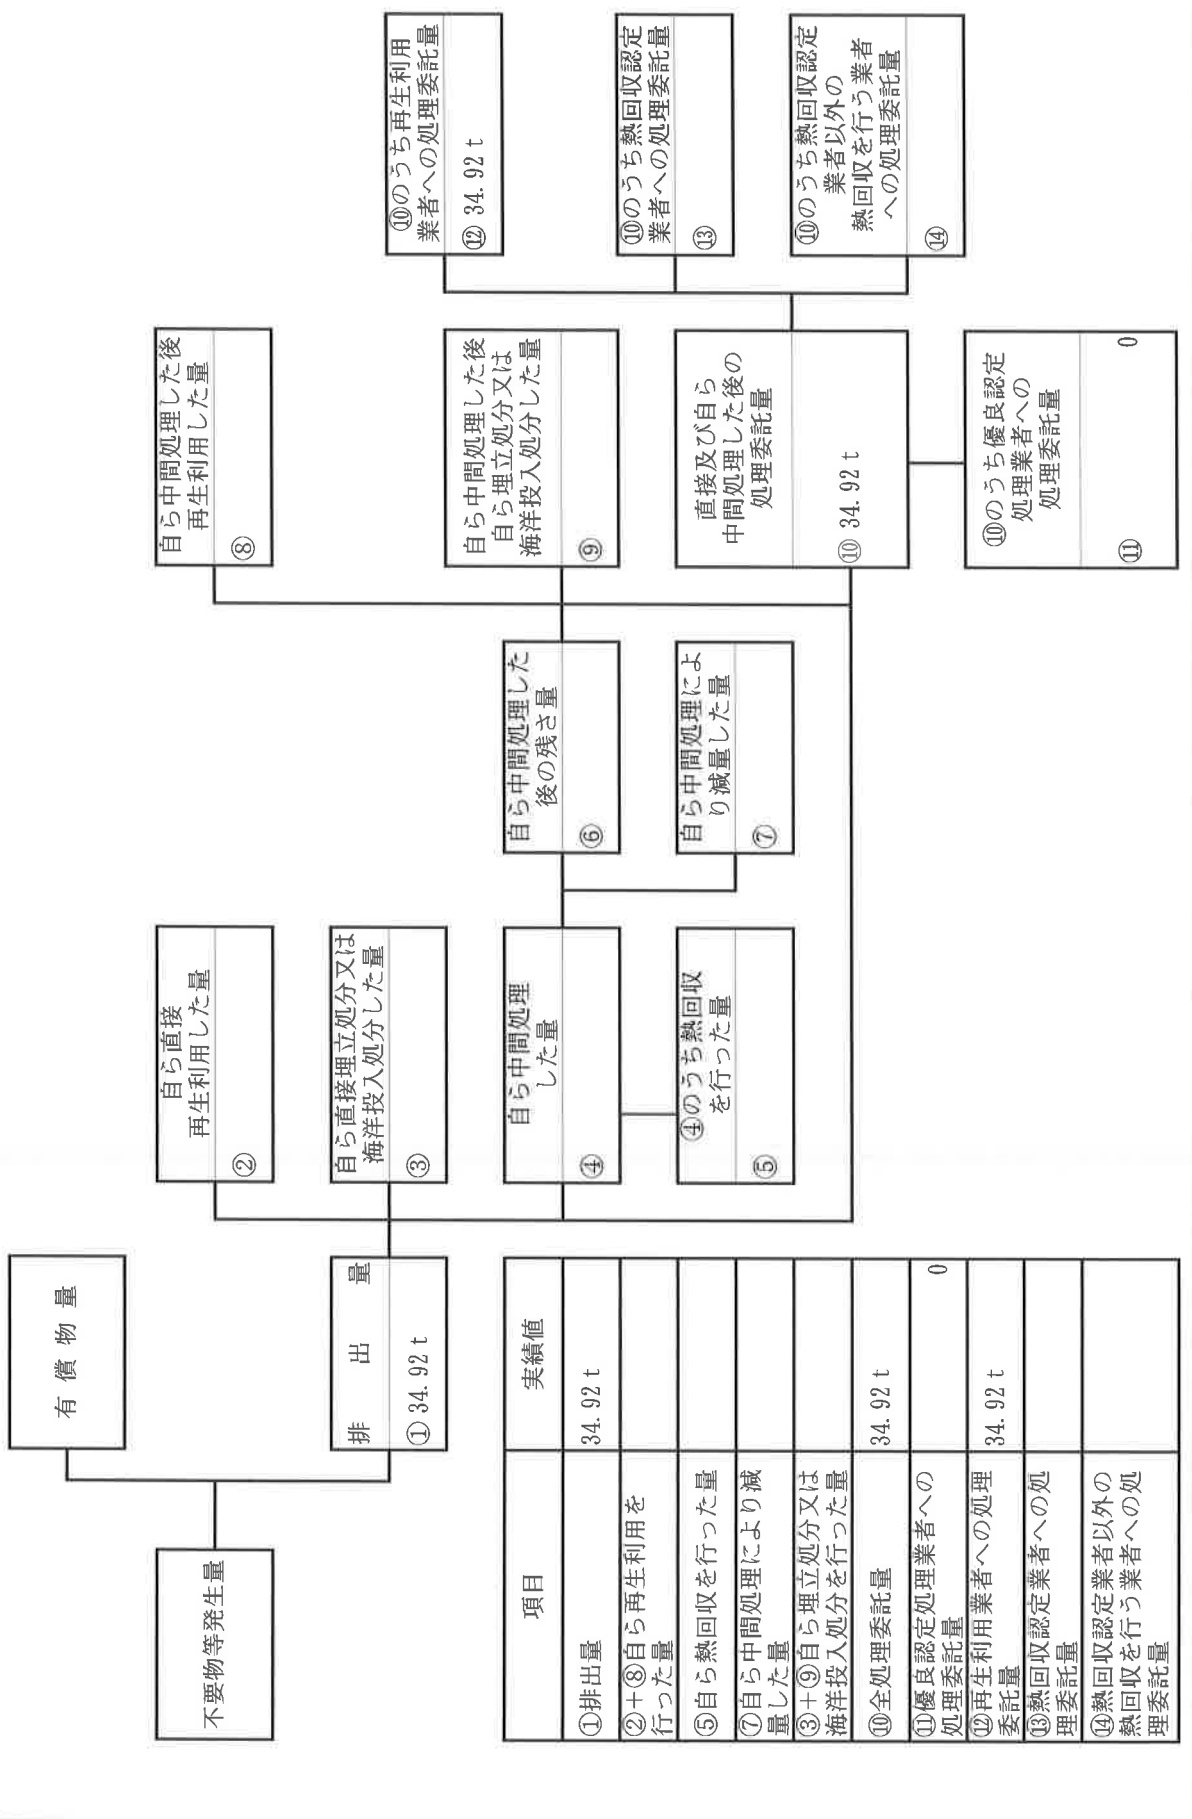 不要物等発生量
有償物量
排出量
①34.92t
自ら直接
再生利用した量
②
自ら直接埋立処分又は
海洋投入処分した量
③
自ら中間処理
した量
④
④のうち熱回収
を行った量
⑤
自ら中間処理した
後の残さ量
⑥
自ら中間処理によ
り減量した量
⑦
自ら中間処理した後
再生利用した量
⑧
自ら中間処理した後
自ら埋立処分又は
海洋投入処分した量
⑨
直接及び自ら
中間処理した後の
処理委託量
⑩34.92t
⑩のうち優良認定
処理業者への
処理委託量
⑪ 0
⑩のうち再生利用
業者への処理委託量
⑫34.92t
⑩のうち熱回収認定
業者への処理委託量
⑬
⑩のうち熱回収認定
業者以外の
熱回収を行う業者
への処理委託量
⑭
項目 実績値
①排出量 34.92t
②+⑧自ら再生利用を
行った量
⑤自ら熱回収を行った量
⑦自ら中間処理により減
量した量
③+⑨自ら埋立処分又は
海洋投入処分を行った量
⑩全処理委託量 34.92t
⑪優良認定処理業者への
処理委託量 0
⑫再生利用業者への処理
委託量 34.92t
⑬熱回収認定業者への処
理委託量
⑭熱回収認定業者以外の
熱回収を行う業者への処
理委託量